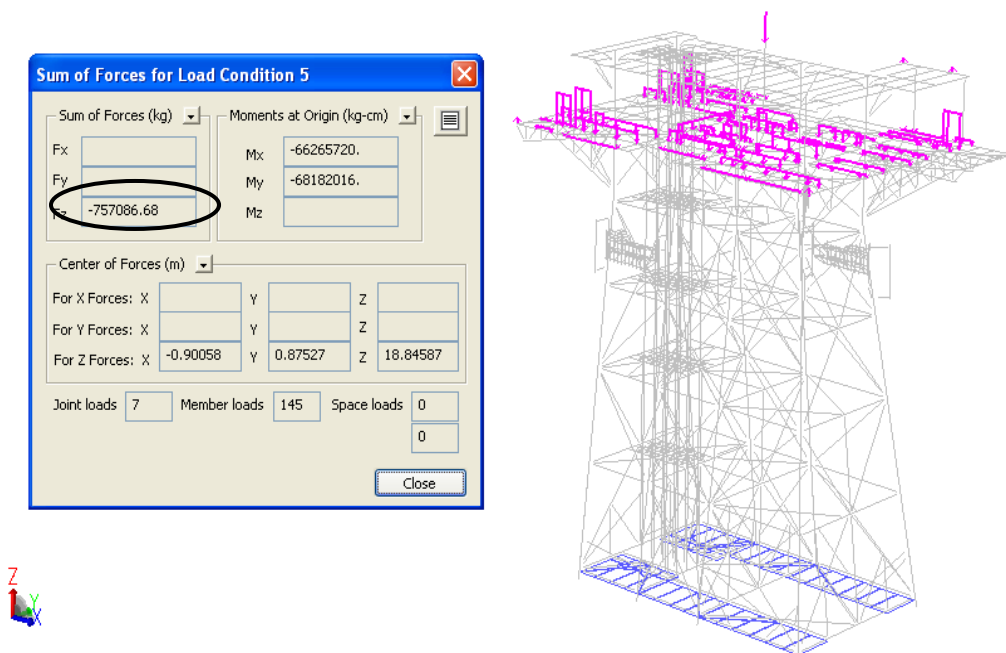 Sum of Forces for Load Condition 5
Sum of Forces (kg)
Moments at Origin (kg-cm)
Fx
Mx -66265720.
Fy
My -68182016.
Fz -757086.68
Mz
Center of Forces (m)
For X Forces: X Y Z
For Y Forces: X Y Z
For Z Forces: X -0.90058 Y 0.87527 Z 18.84587
Joint loads 7 Member loads 145 Space loads 0
0
Close
Z
Y
X